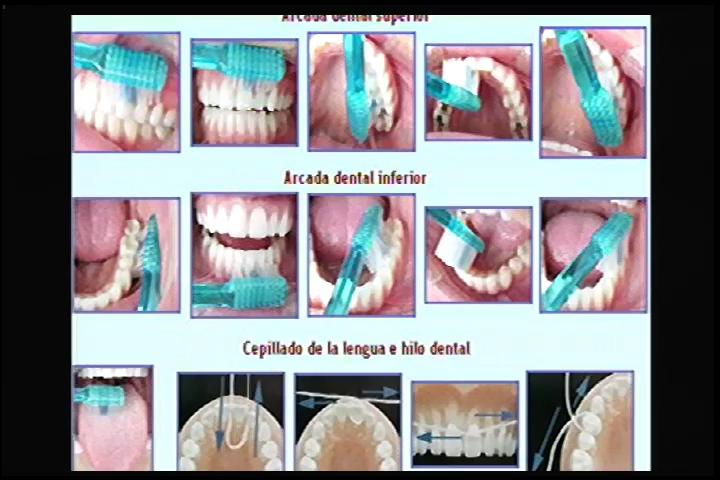 Arcada dental superior
Arcada dental inferior
Cepillado de la lengua e hilo dental